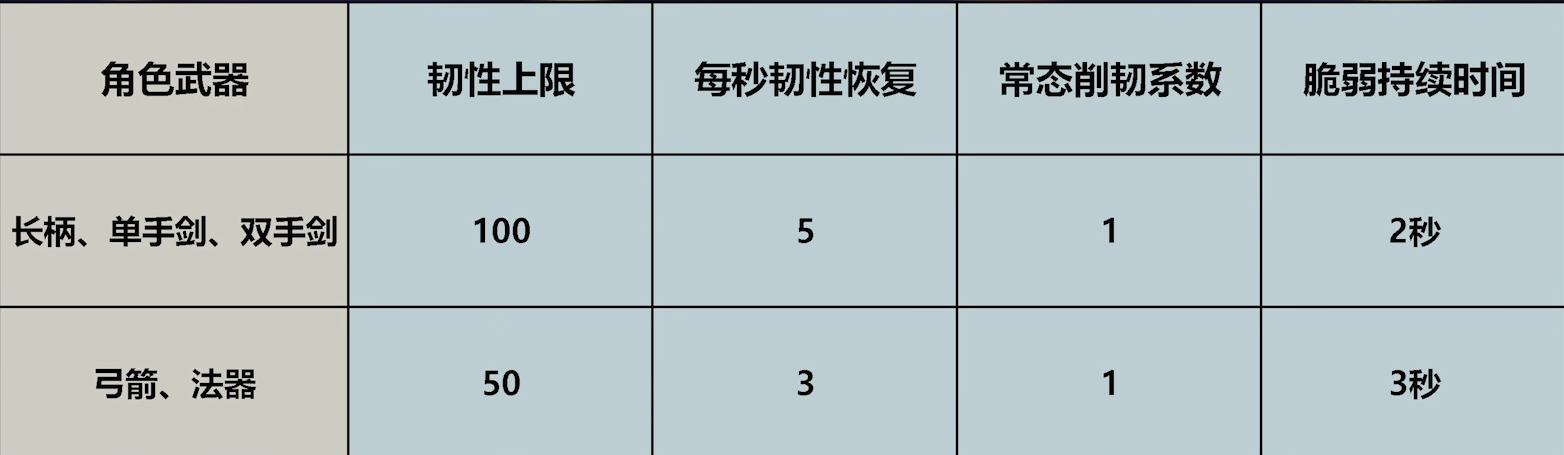 角色武器 韧性上限 每秒韧性恢复 常态削韧系数 脆弱持续时间
长柄、单手剑、双手剑 100 5 1 2秒
弓箭、法器 50 3 1 3秒